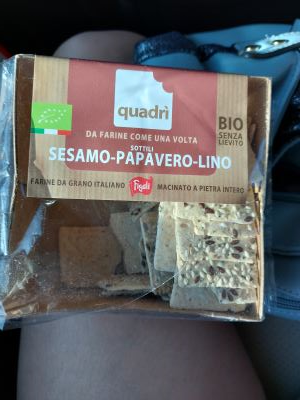 quadrì
BIO
SENZA
LIEVITO
DA FARINE COME UNA VOLTA
SOTTILI
SESAMO-PAPAVERO-LINO
FARINE DA GRANO ITALIANO Figuli MACINATO A PIETRA INTERO